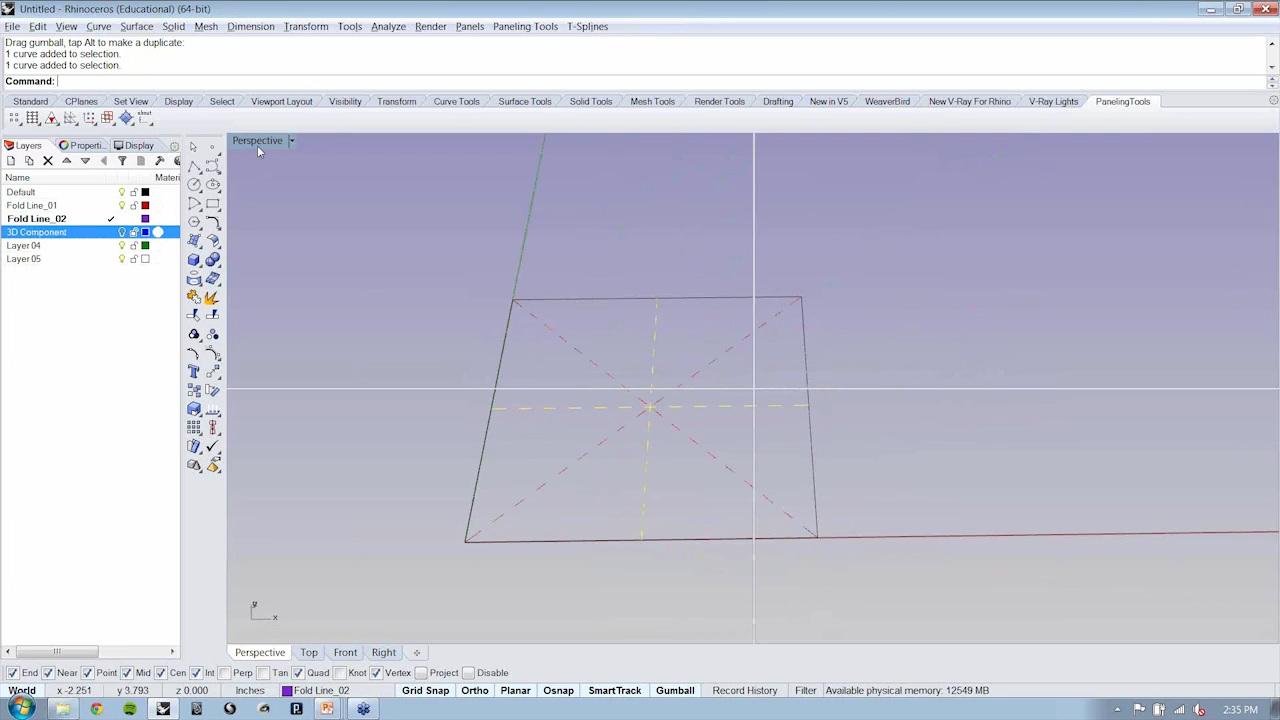 Untitled - Rhinoceros (Educational) (64-bit)
File Edit View Curve Surface Solid Mesh Dimension Transform Tools Analyze Render Panels Paneling Tools T-Splines
Drag gumball, tap Alt to make a duplicate:
1 curve added to selection.
1 curve added to selection.
Command:
Standard CPlanes Set View Display Select Viewport Layout Visibility Transform Curve Tools Surface Tools Solid Tools Mesh Tools Render Tools Drafting New in V5 WeaverBird New V-Ray For Rhino V-Ray Lights PanelingTools
Layers Properti... Display
Perspective
Name Materi
Default
Fold Line_01
Fold Line_02
3D Component
Layer 04
Layer 05
y
x
Perspective Top Front Right
End Near Point Mid Cen Int Perp Tan Quad Knot Vertex Project Disable
World x -2.251 y 3.793 z 0.000 Inches Fold Line_02 Grid Snap Ortho Planar Osnap SmartTrack Gumball Record History Filter Available physical memory: 12549 MB
2:35 PM